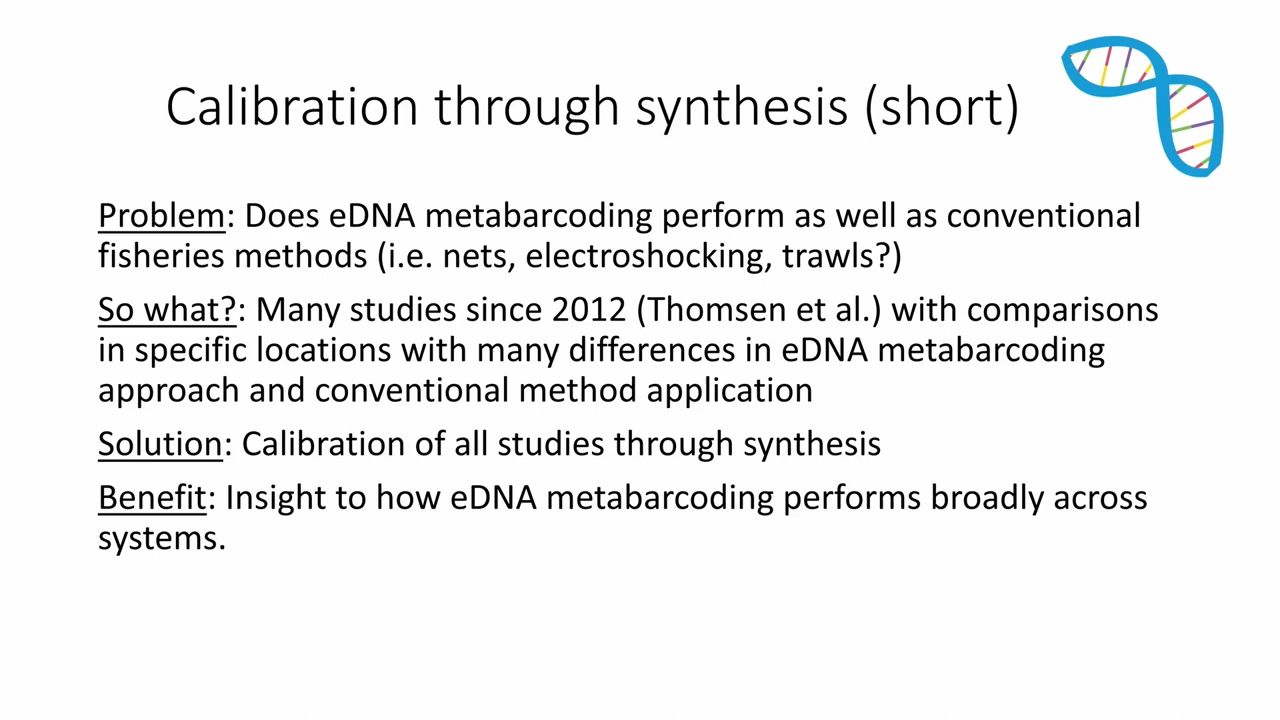 Calibration through synthesis (short)
Problem: Does eDNA metabarcoding perform as well as conventional
fisheries methods (i.e. nets, electroshocking, trawls?)
So what?: Many studies since 2012 (Thomsen et al.) with comparisons
in specific locations with many differences in eDNA metabarcoding
approach and conventional method application
Solution: Calibration of all studies through synthesis
Benefit: Insight to how eDNA metabarcoding performs broadly across
systems.